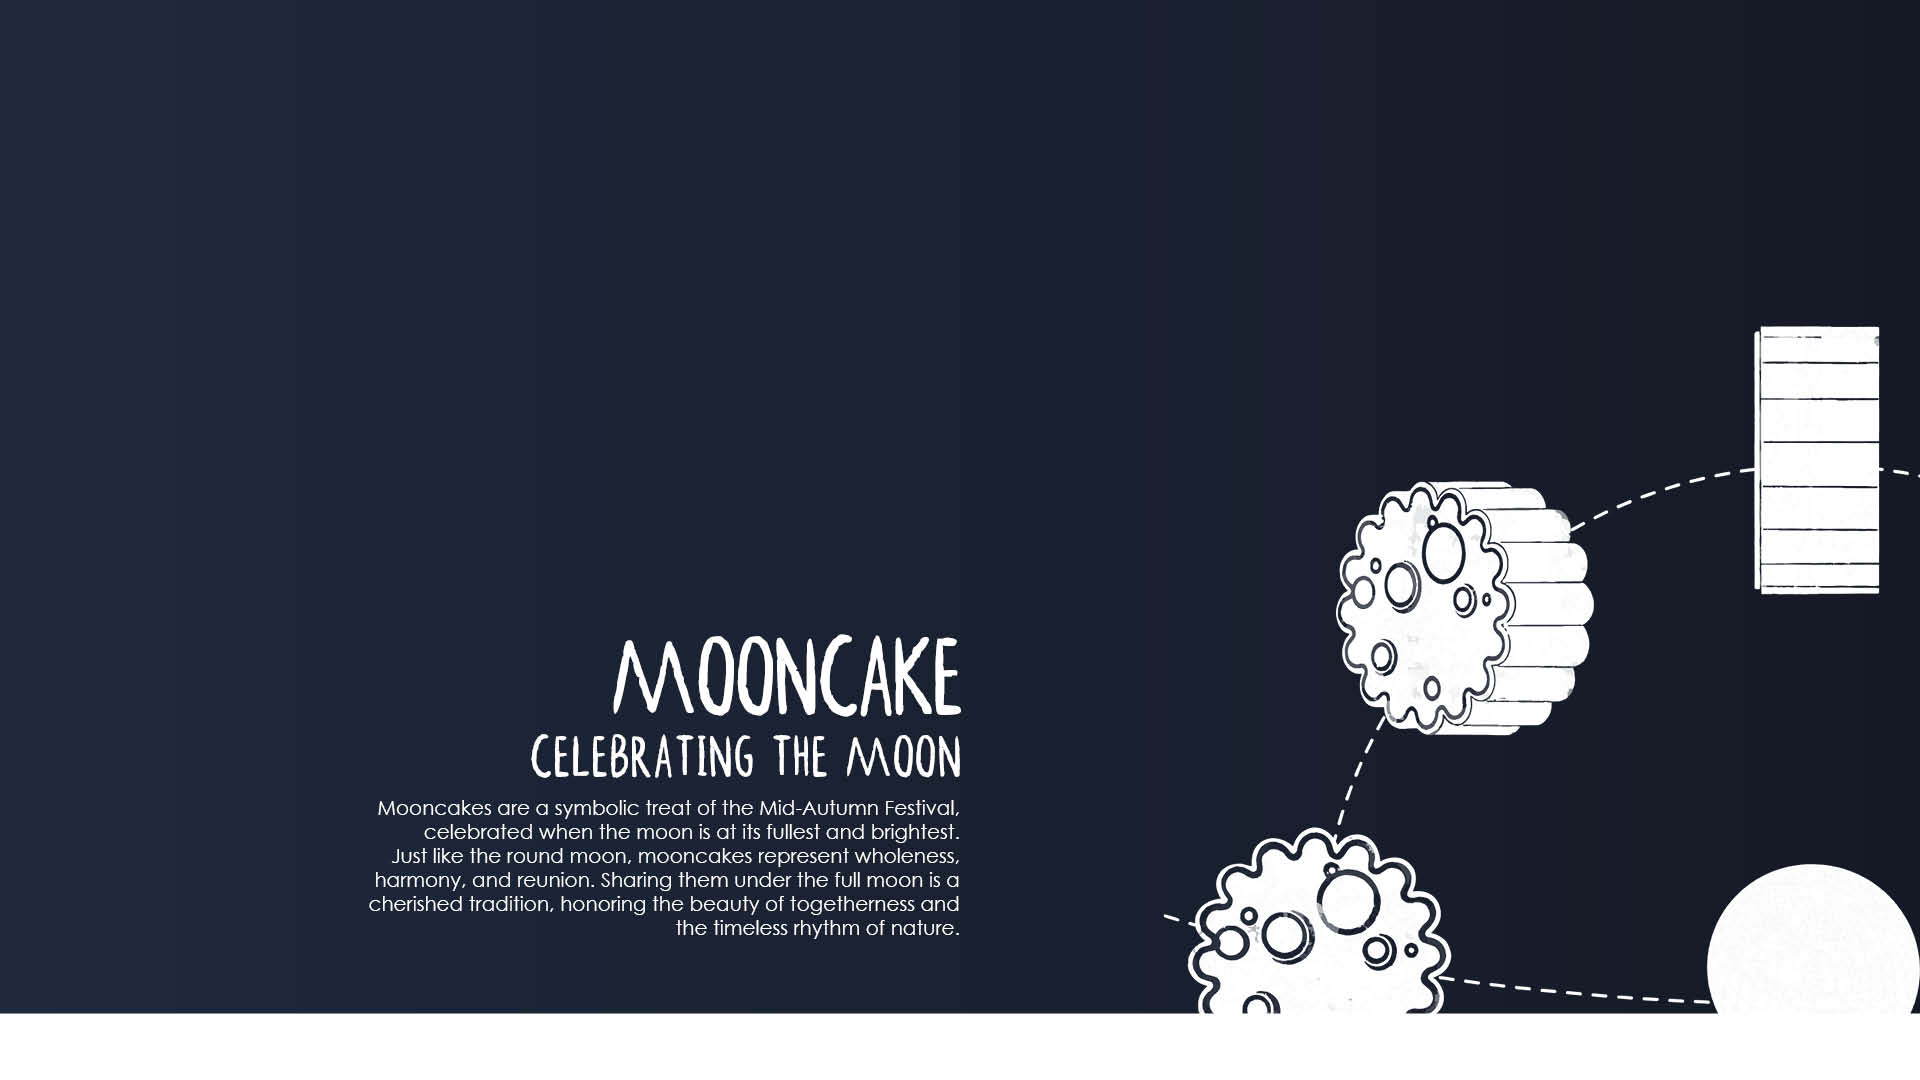 MOONCAKE
CELEBRATING THE MOON
Mooncakes are a symbolic treat of the Mid-Autumn Festival,
celebrated when the moon is at its fullest and brightest.
Just like the round moon, mooncakes represent wholeness,
harmony, and reunion. Sharing them under the full moon is a
cherished tradition, honoring the beauty of togetherness and
the timeless rhythm of nature.